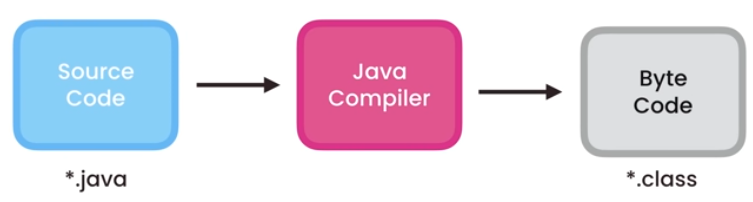 Source
Code
Java
Compiler
Byte
Code
*.java
*.class